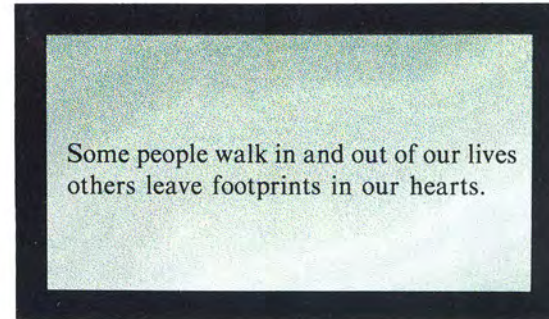 Some people walk in and out of our lives
others leave footprints in our hearts.